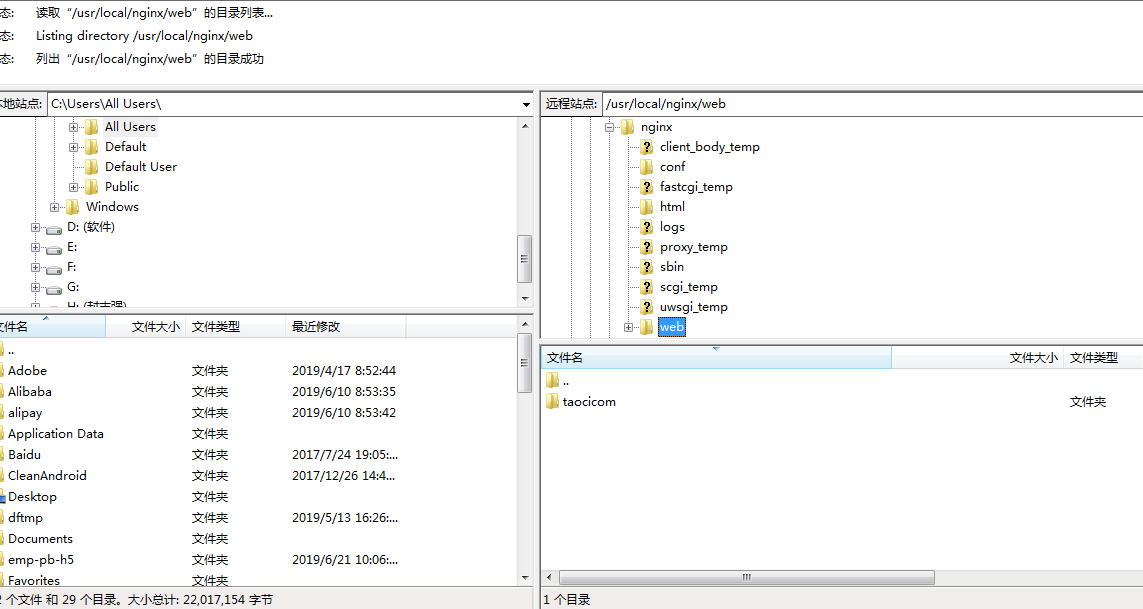 态: 读取“/usr/local/nginx/web”的目录列表...
态: Listing directory /usr/local/nginx/web
态: 列出“/usr/local/nginx/web”的目录成功
本地站点: C:\Users\All Users\
All Users
Default
Default User
Public
Windows
D: (软件)
E:
F:
G:
文件名 文件大小 文件类型 最近修改
..
Adobe 文件夹 2019/4/17 8:52:44
Alibaba 文件夹 2019/6/10 8:53:35
alipay 文件夹 2019/6/10 8:53:42
Application Data 文件夹
Baidu 文件夹 2017/7/24 19:05:...
CleanAndroid 文件夹 2017/12/26 14:4...
Desktop 文件夹
dftmp 文件夹 2019/5/13 16:26:...
Documents 文件夹
emp-pb-h5 文件夹 2019/6/21 10:06:...
Favorites 文件夹
2 个文件 和 29 个目录。大小总计: 22,017,154 字节
远程站点: /usr/local/nginx/web
nginx
client_body_temp
conf
fastcgi_temp
html
logs
proxy_temp
sbin
scgi_temp
uwsgi_temp
web
文件名 文件大小 文件类型
..
taocicom 文件夹
1 个目录